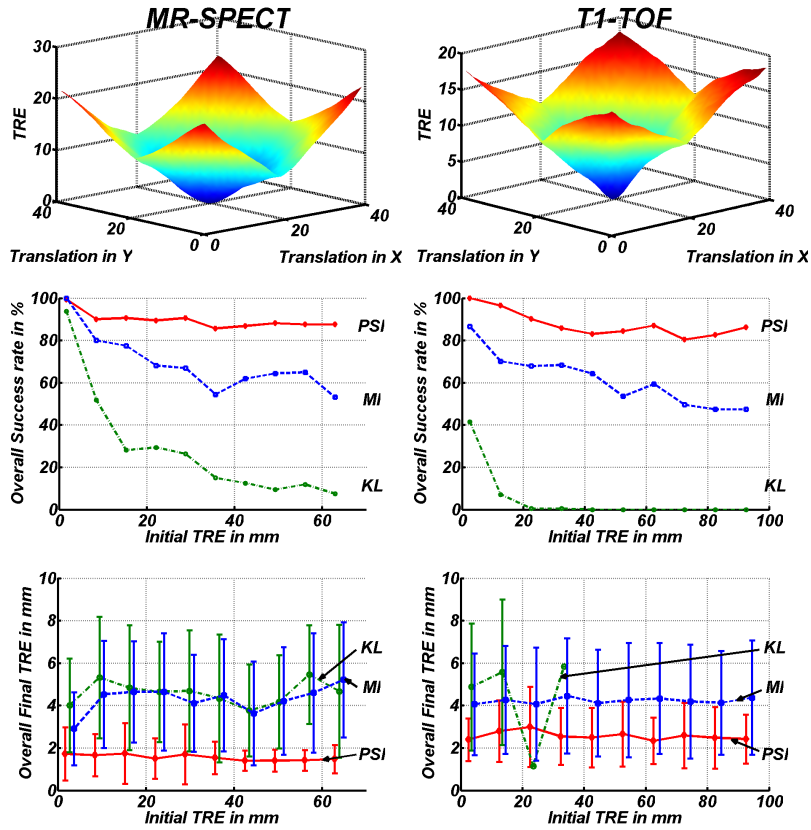 MR-SPECT
T1-TOF
30
20
10
0
TRE
40
20
0
0
20
40
Translation in Y
Translation in X
20
15
10
5
0
TRE
40
20
0
0
20
40
Translation in Y
Translation in X
100
80
60
40
20
0
Overall Success rate in %
PSI
MI
KL
0
20
40
60
Initial TRE in mm
100
80
60
40
20
0
Overall Success rate in %
PSI
MI
KL
0
20
40
60
80
100
Initial TRE in mm
10
8
6
4
2
0
Overall Final TRE in mm
KL
MI
PSI
0
20
40
60
Initial TRE in mm
10
8
6
4
2
0
Overall Final TRE in mm
KL
MI
PSI
0
20
40
60
80
100
Initial TRE in mm